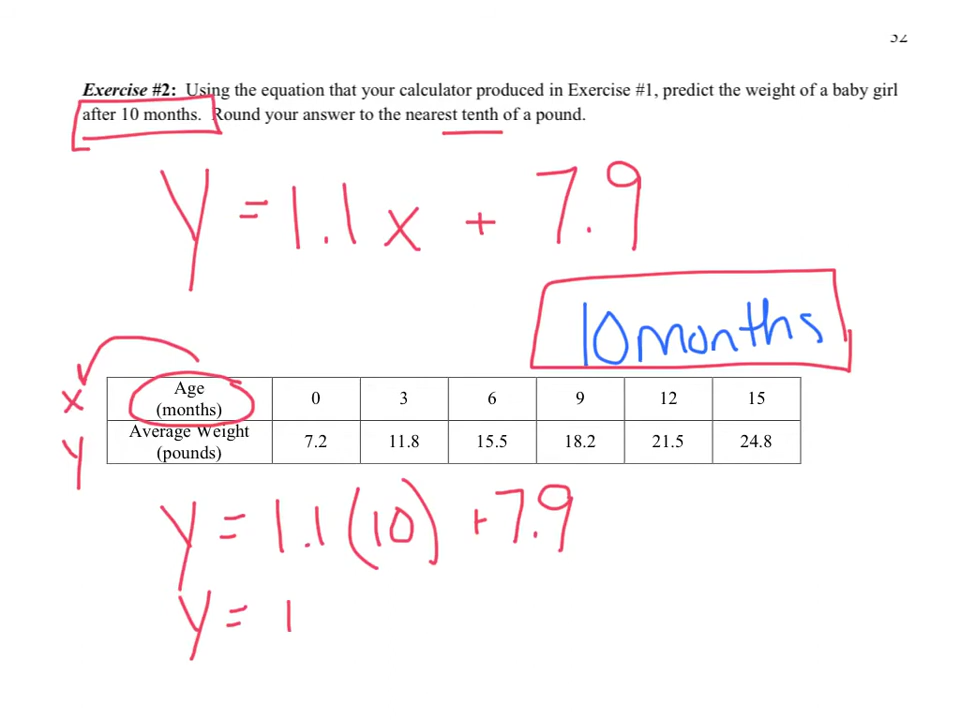 Exercise #2: Using the equation that your calculator produced in Exercise #1, predict the weight of a baby girl
after 10 months. Round your answer to the nearest tenth of a pound.
y = 1.1x + 7.9
10 months
x Age (months) 0 3 6 9 12 15
y Average Weight (pounds) 7.2 11.8 15.5 18.2 21.5 24.8
y = 1.1(10) + 7.9
y = 1